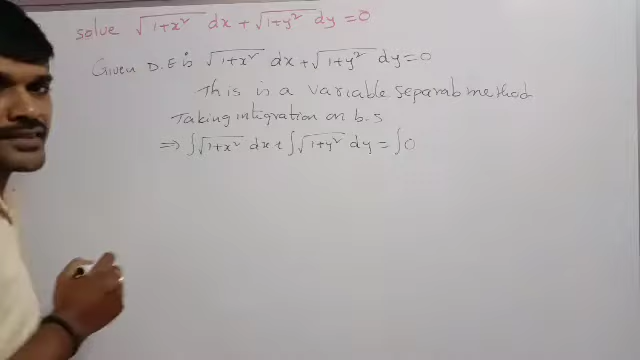 solve √1+x² dx + √1+y² dy = 0
Given D.E is √1+x² dx + √1+y² dy = 0
This is a variable separab method
Taking integration on b.s
⇒ ∫√1+x² dx + ∫√1+y² dy = ∫0